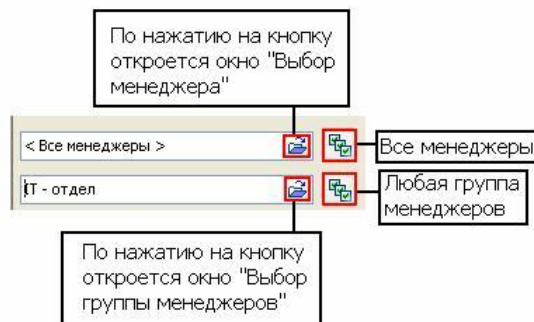 По нажатию на кнопку
откроется окно "Выбор
менеджера"
< Все менеджеры >
Все менеджеры
IT - отдел
Любая группа
менеджеров
По нажатию на кнопку
откроется окно "Выбор
группы менеджеров"